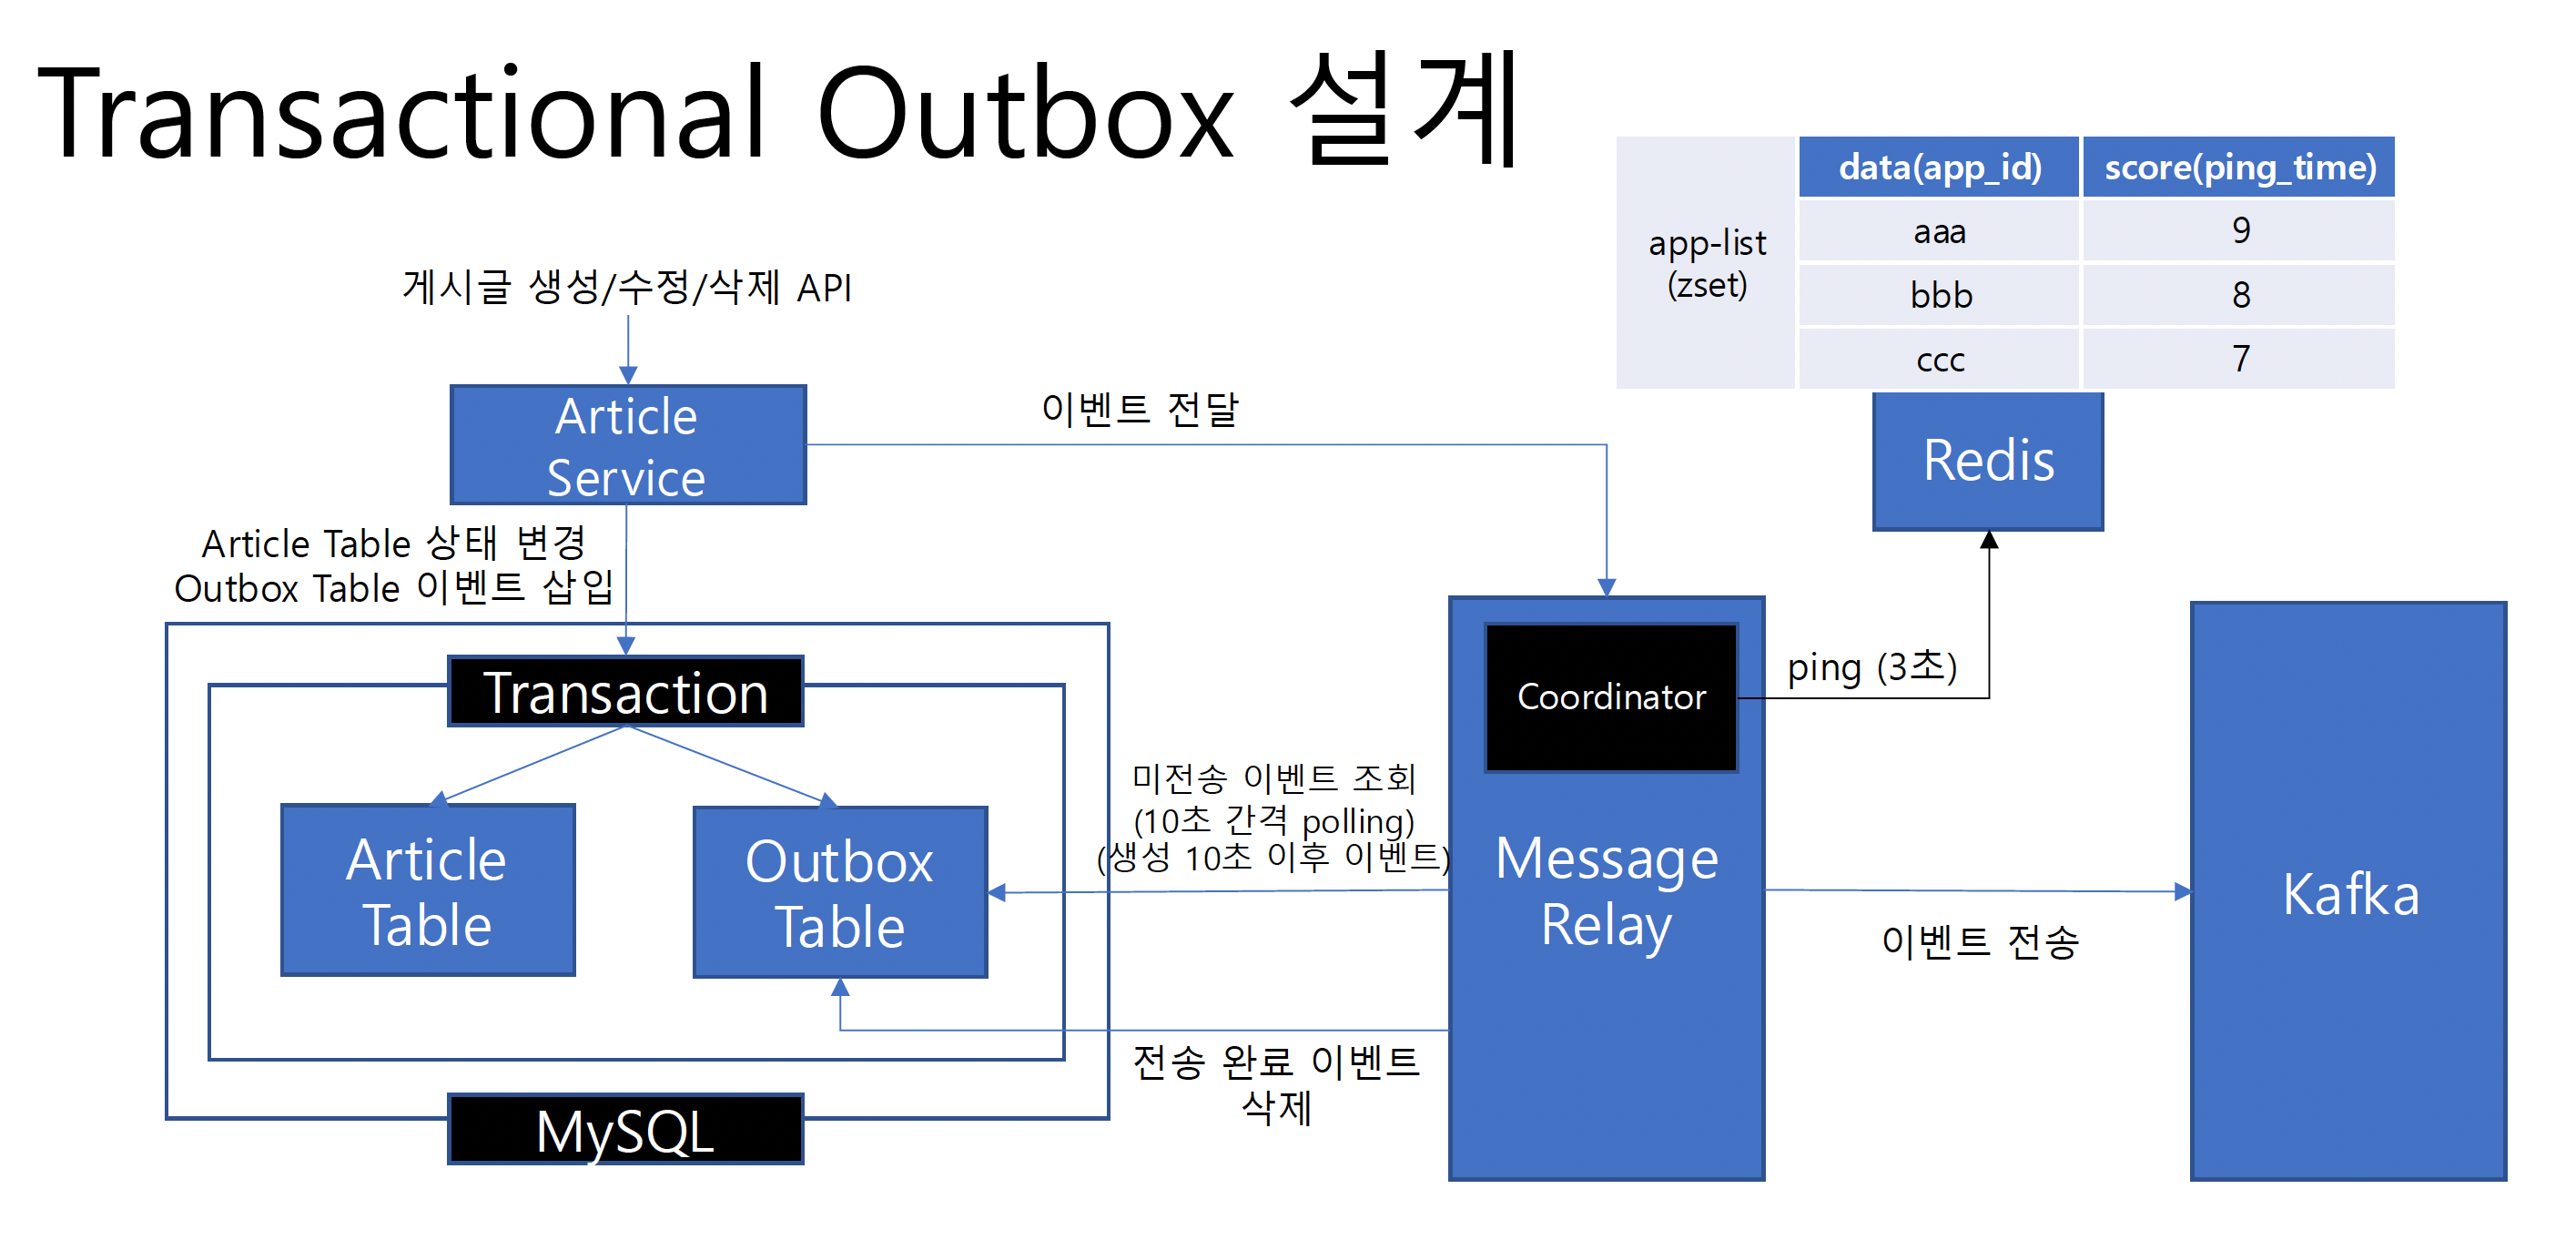 Transactional Outbox 설계
data(app_id) score(ping_time)
app-list
(zset)
aaa 9
bbb 8
ccc 7
게시글 생성/수정/삭제 API
Article
Service
이벤트 전달
Redis
Article Table 상태 변경
Outbox Table 이벤트 삽입
Transaction
Coordinator
ping (3초)
미전송 이벤트 조회
(10초 간격 polling)
(생성 10초 이후 이벤트)
Article
Table
Outbox
Table
Message
Relay
Kafka
이벤트 전송
전송 완료 이벤트
삭제
MySQL